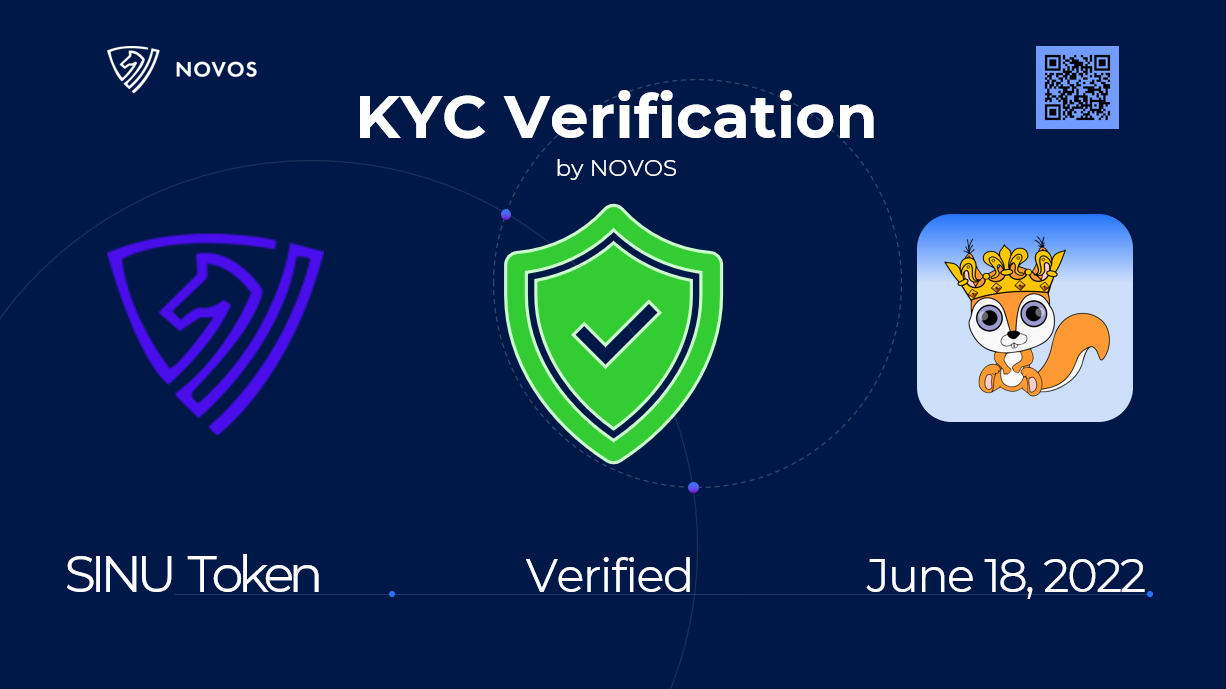 NOVOS
KYC Verification
by NOVOS
SINU Token
Verified
June 18, 2022